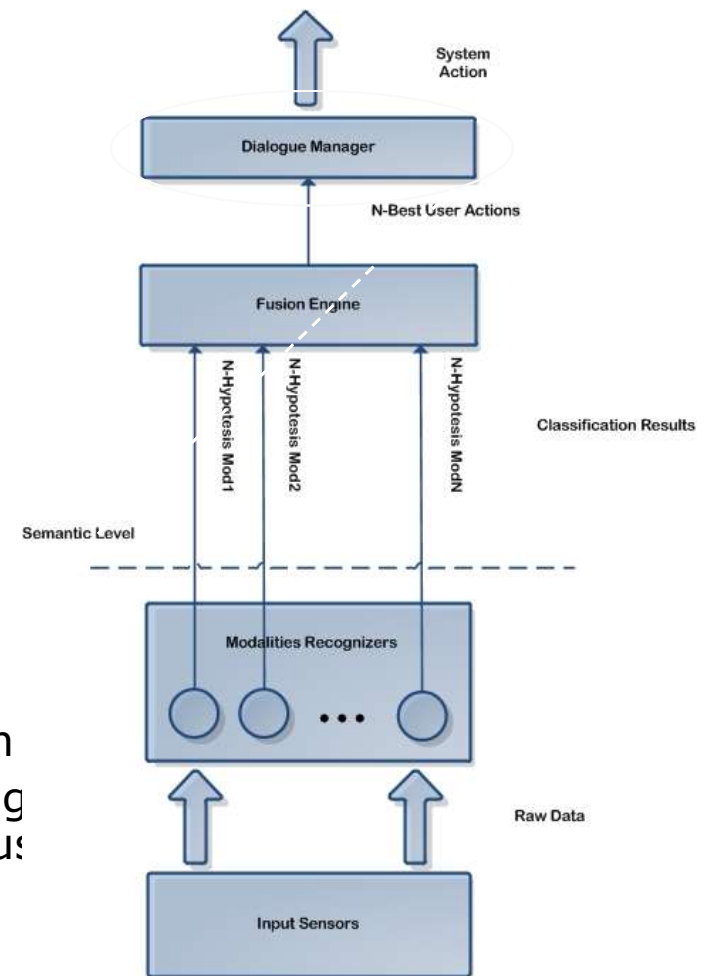 System
Action
Dialogue Manager
N-Best User Actions
Fusion Engine
N-Hypotesis Mod1
N-Hypotesis Mod2
N-Hypotesis ModN
Classification Results
Semantic Level
Modalities Recognizers
...
Raw Data
Input Sensors